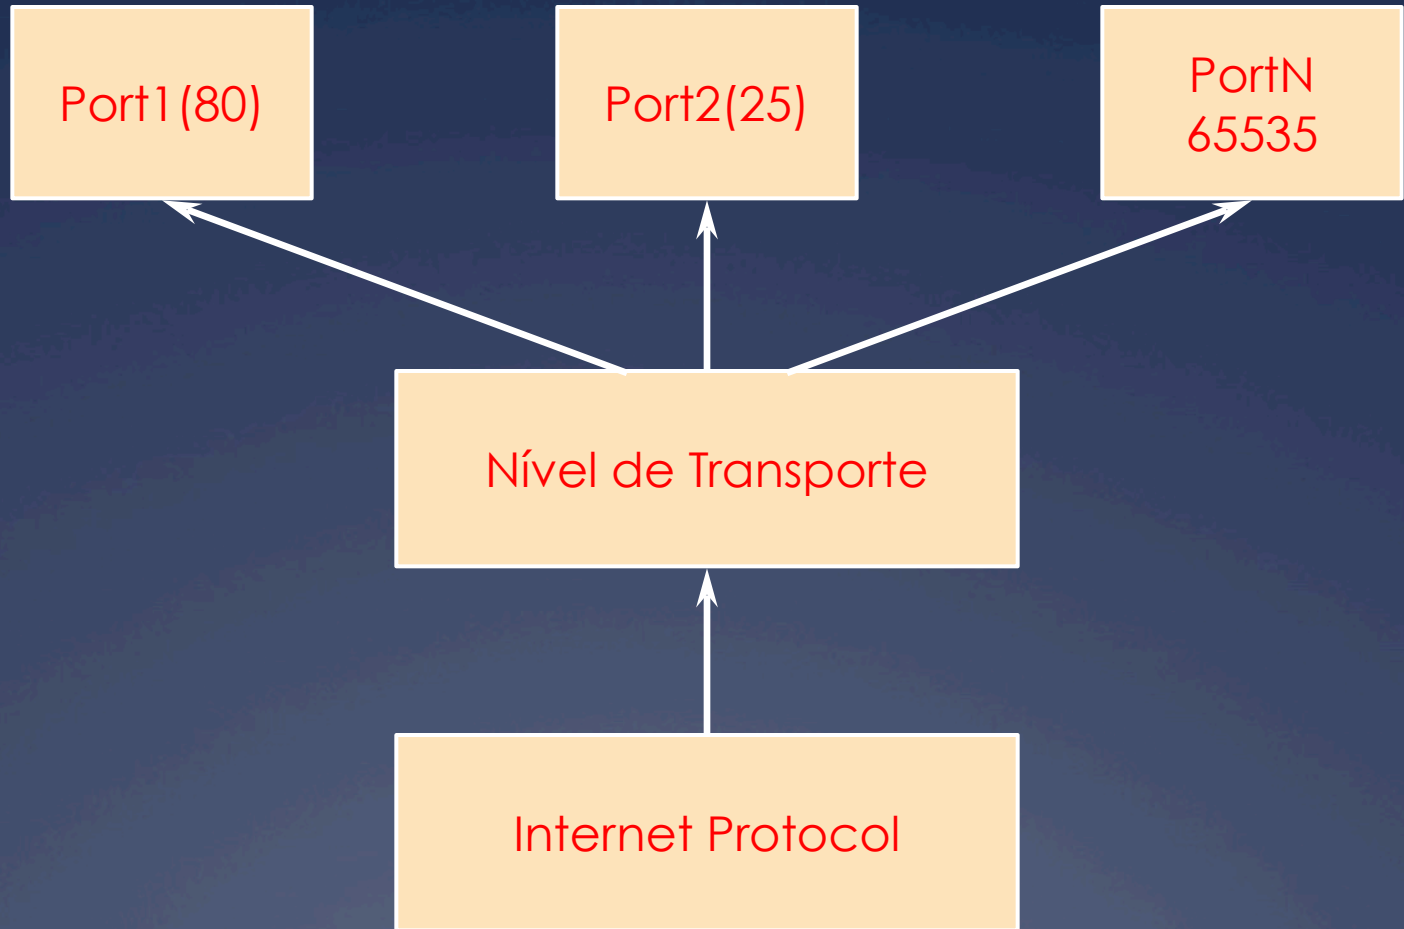 Port1(80)
Port2(25)
PortN
65535
Nível de Transporte
Internet Protocol